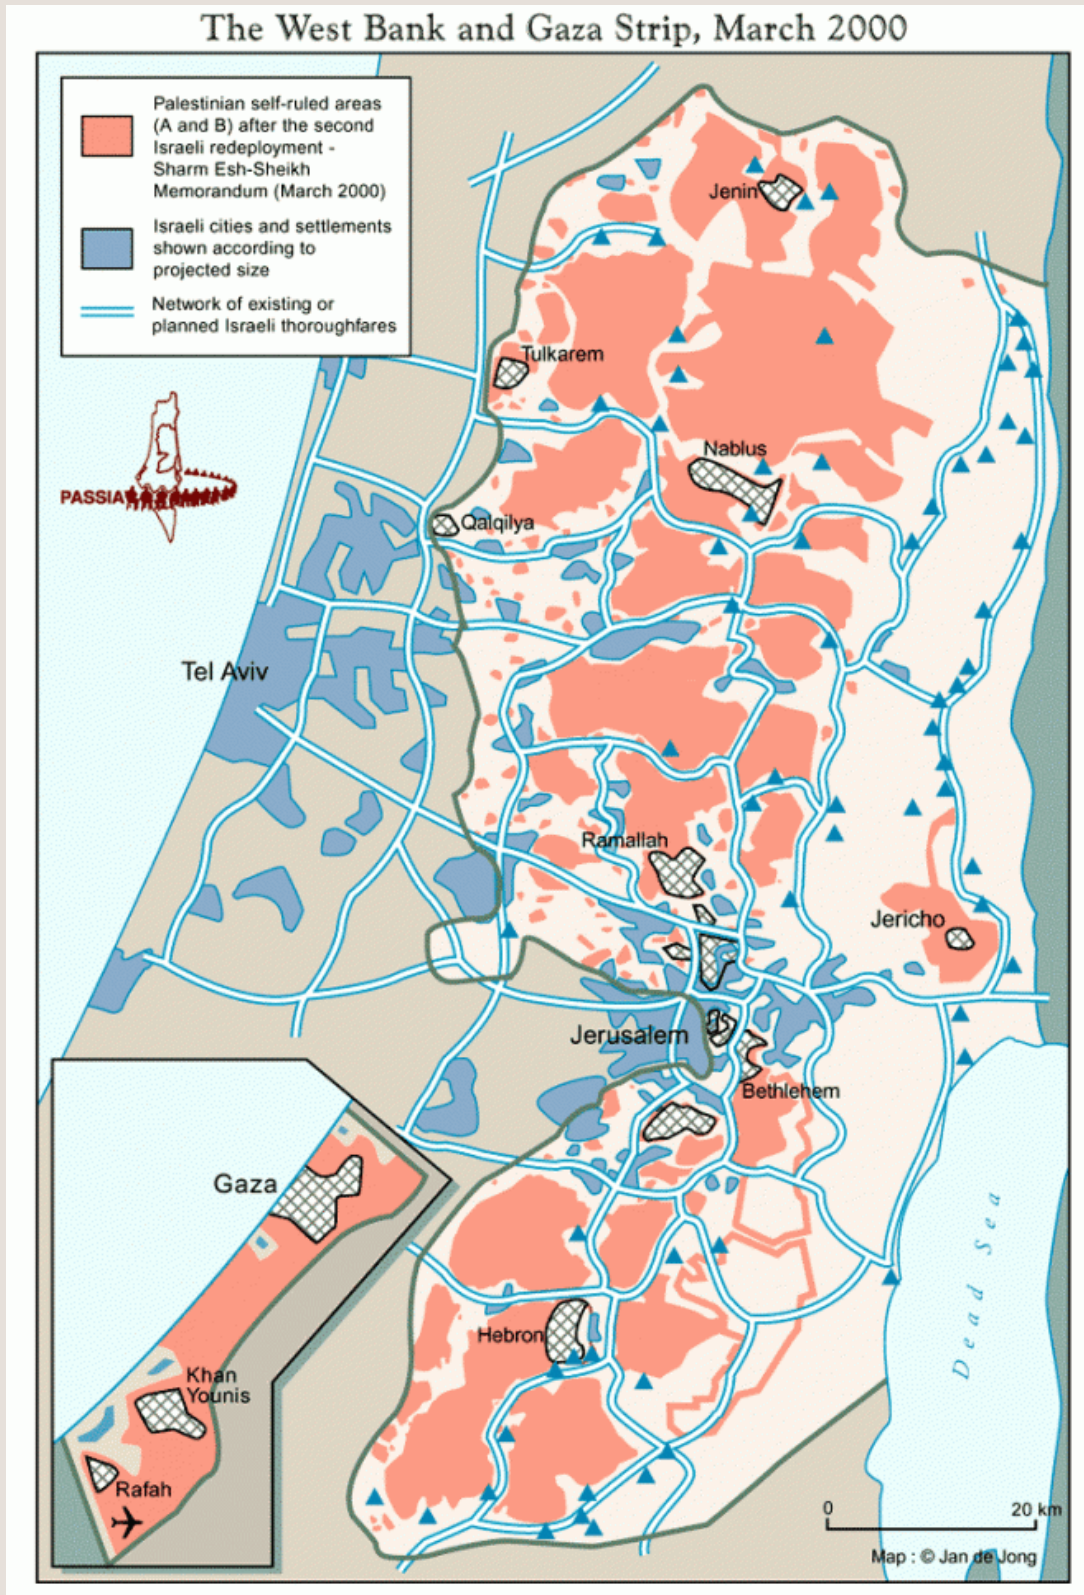 The West Bank and Gaza Strip, March 2000
Palestinian self-ruled areas
(A and B) after the second
Israeli redeployment -
Sharm Esh-Sheikh
Memorandum (March 2000)
Israeli cities and settlements
shown according to
projected size
Network of existing or
planned Israeli thoroughfares
PASSIA
Jenin
Tulkarem
Nablus
Qalqilya
Tel Aviv
Ramallah
Jericho
Jerusalem
Bethlehem
Gaza
Hebron
Khan
Younis
Rafah
Dead Sea
0 20 km
Map : © Jan de Jong